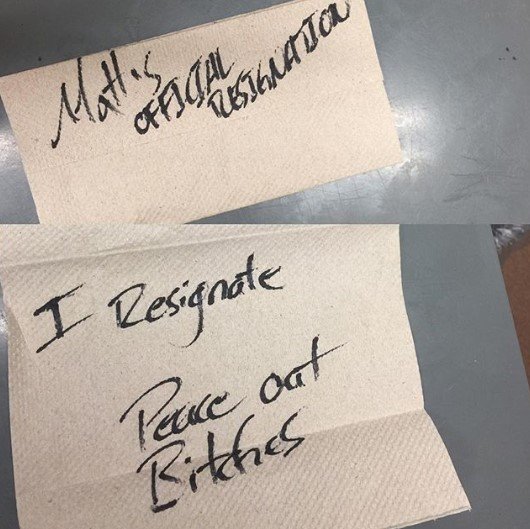 Matt's
OFFICIAL
RESIGNATION
I Resignate
Peace out
Bitches